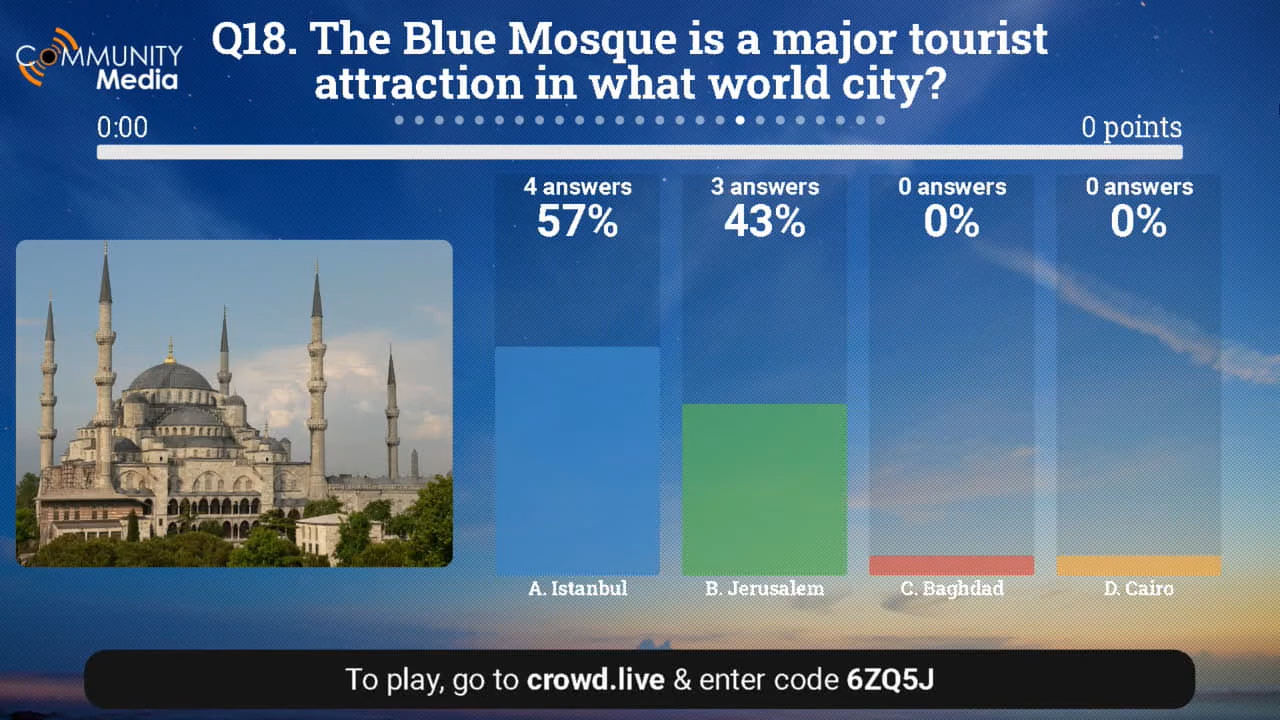 COMMUNITY
Media
Q18. The Blue Mosque is a major tourist
attraction in what world city?
0:00
0 points
4 answers
57%
3 answers
43%
0 answers
0%
0 answers
0%
A. Istanbul
B. Jerusalem
C. Baghdad
D. Cairo
To play, go to crowd.live & enter code 6ZQ5J